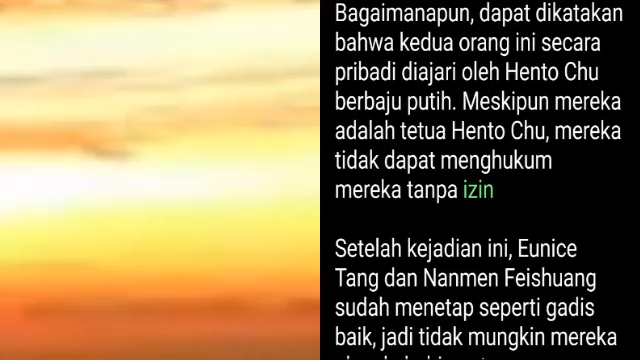 Bagaimanapun, dapat dikatakan
bahwa kedua orang ini secara
pribadi diajari oleh Hento Chu
berbaju putih. Meskipun mereka
adalah tetua Hento Chu, mereka
tidak dapat menghukum
mereka tanpa izin
Setelah kejadian ini, Eunice
Tang dan Nanmen Feishuang
sudah menetap seperti gadis
baik, jadi tidak mungkin mereka